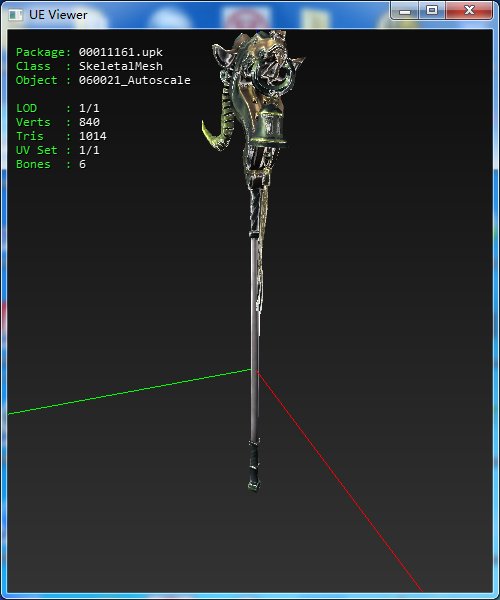 UE Viewer
Package: 00011161.upk
Class : SkeletalMesh
Object : 060021_Autoscale
LOD : 1/1
Verts : 840
Tris : 1014
UV Set : 1/1
Bones : 6